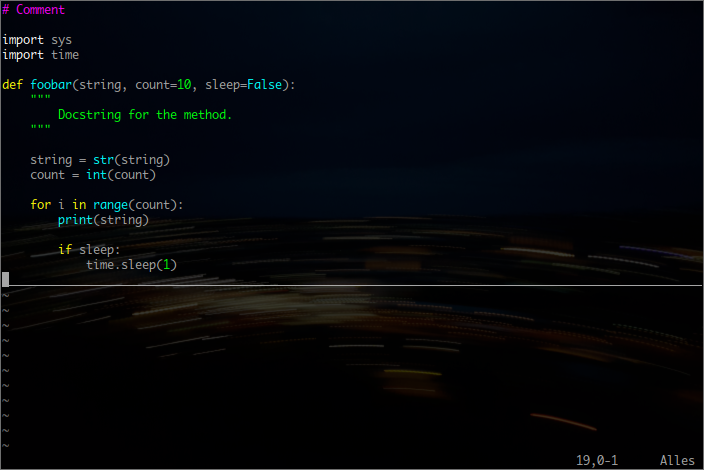 # Comment

import sys
import time

def foobar(string, count=10, sleep=False):
    """
        Docstring for the method.
    """

    string = str(string)
    count = int(count)

    for i in range(count):
        print(string)

        if sleep:
            time.sleep(1)

~
~
~
~
~
~
~
~
~
~
~
19,0-1 Alles